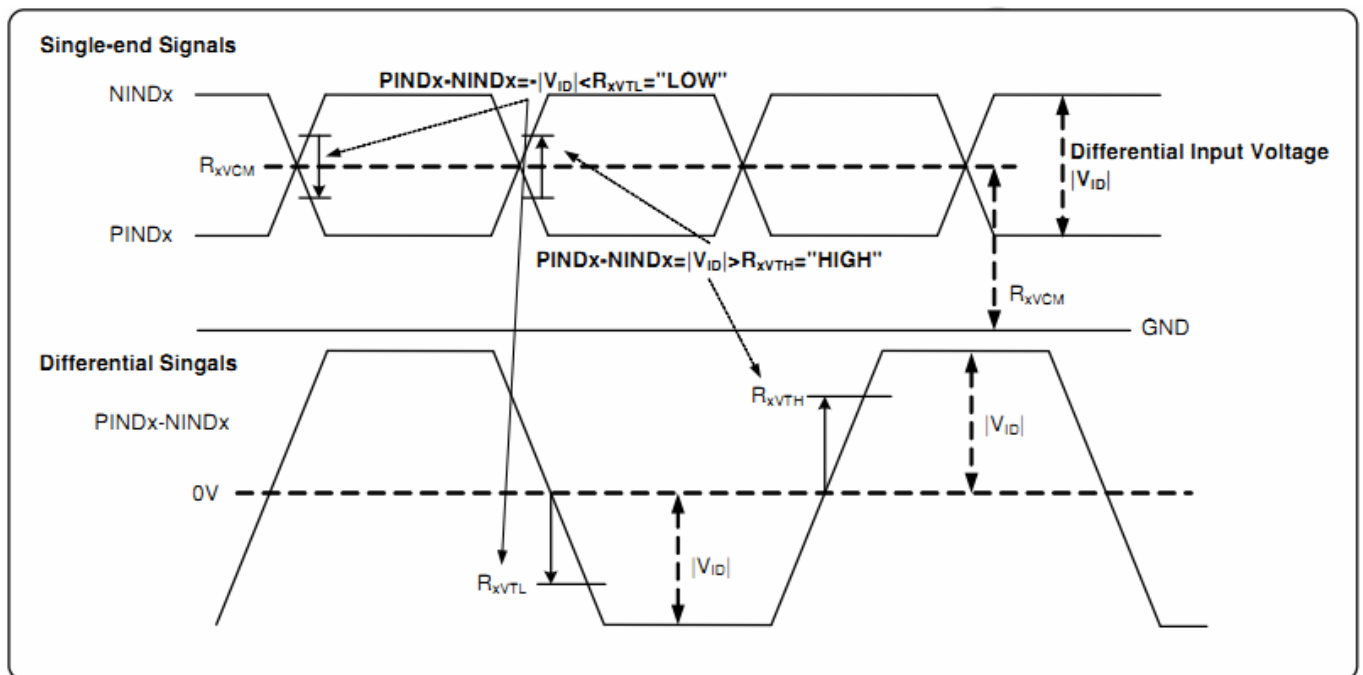 Single-end Signals
PINDx-NINDx=-|VID|<RxVTL="LOW"
NINDx
RxVCM
Differential Input Voltage
|VID|
PINDx
PINDx-NINDx=|VID|>RxVTH="HIGH"
RxVCM
GND
Differential Singals
RxVTH
PINDx-NINDx
|VID|
0V
|VID|
RxVTL